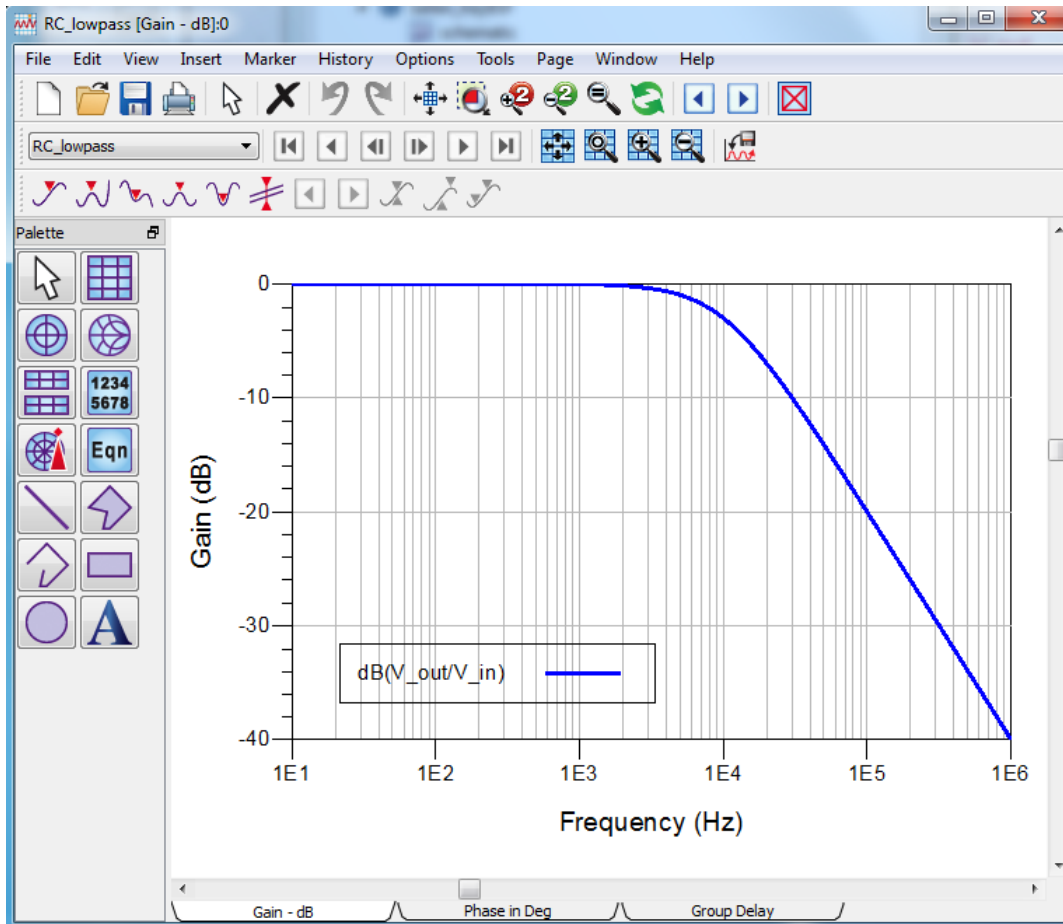 RC_lowpass [Gain - dB]:0
File Edit View Insert Marker History Options Tools Page Window Help
RC_lowpass
Palette
1234
5678
Eqn
A
0
-10
-20
-30
-40
Gain (dB)
dB(V_out/V_in)
1E1 1E2 1E3 1E4 1E5 1E6
Frequency (Hz)
Gain - dB Phase in Deg Group Delay